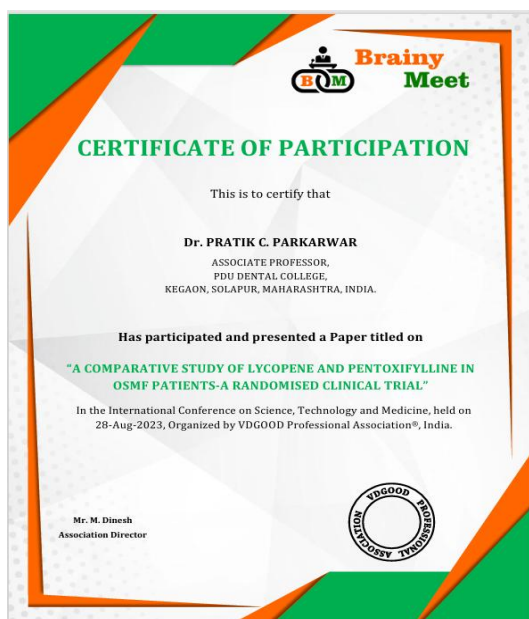 BQM
Brainy
Meet
CERTIFICATE OF PARTICIPATION
This is to certify that
Dr. PRATIK C. PARKARWAR
ASSOCIATE PROFESSOR,
PDU DENTAL COLLEGE,
KEGAON, SOLAPUR, MAHARASHTRA, INDIA.
Has participated and presented a Paper titled on
“A COMPARATIVE STUDY OF LYCOPENE AND PENTOXIFYLLINE IN
OSMF PATIENTS-A RANDOMISED CLINICAL TRIAL”
In the International Conference on Science, Technology and Medicine, held on
28-Aug-2023, Organized by VDGOOD Professional Association®, India.
Mr. M. Dinesh
Association Director
VDGOOD PROFESSIONAL ASSOCIATION